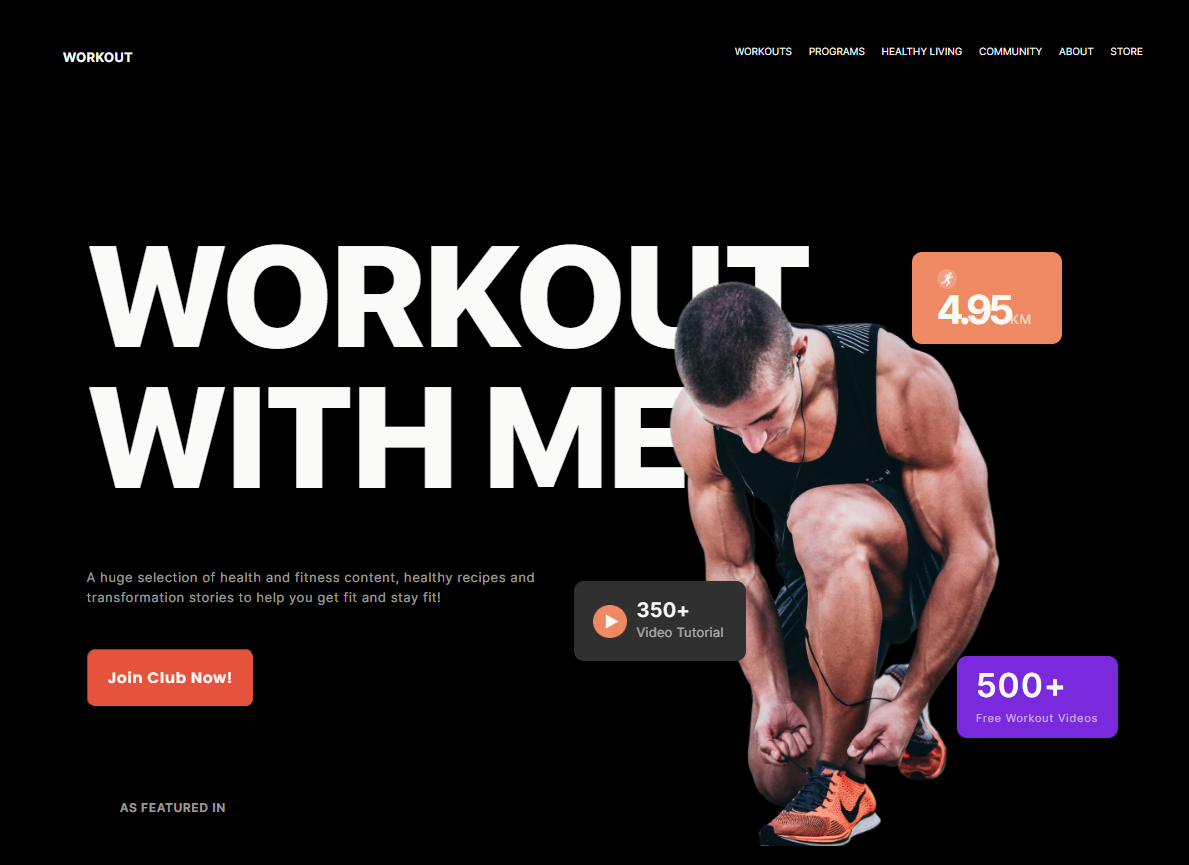 WORKOUT
WORKOUTS PROGRAMS HEALTHY LIVING COMMUNITY ABOUT STORE
WORKOUT
WITH ME
4.95KM
A huge selection of health and fitness content, healthy recipes and
transformation stories to help you get fit and stay fit!
350+
Video Tutorial
Join Club Now!
500+
Free Workout Videos
AS FEATURED IN